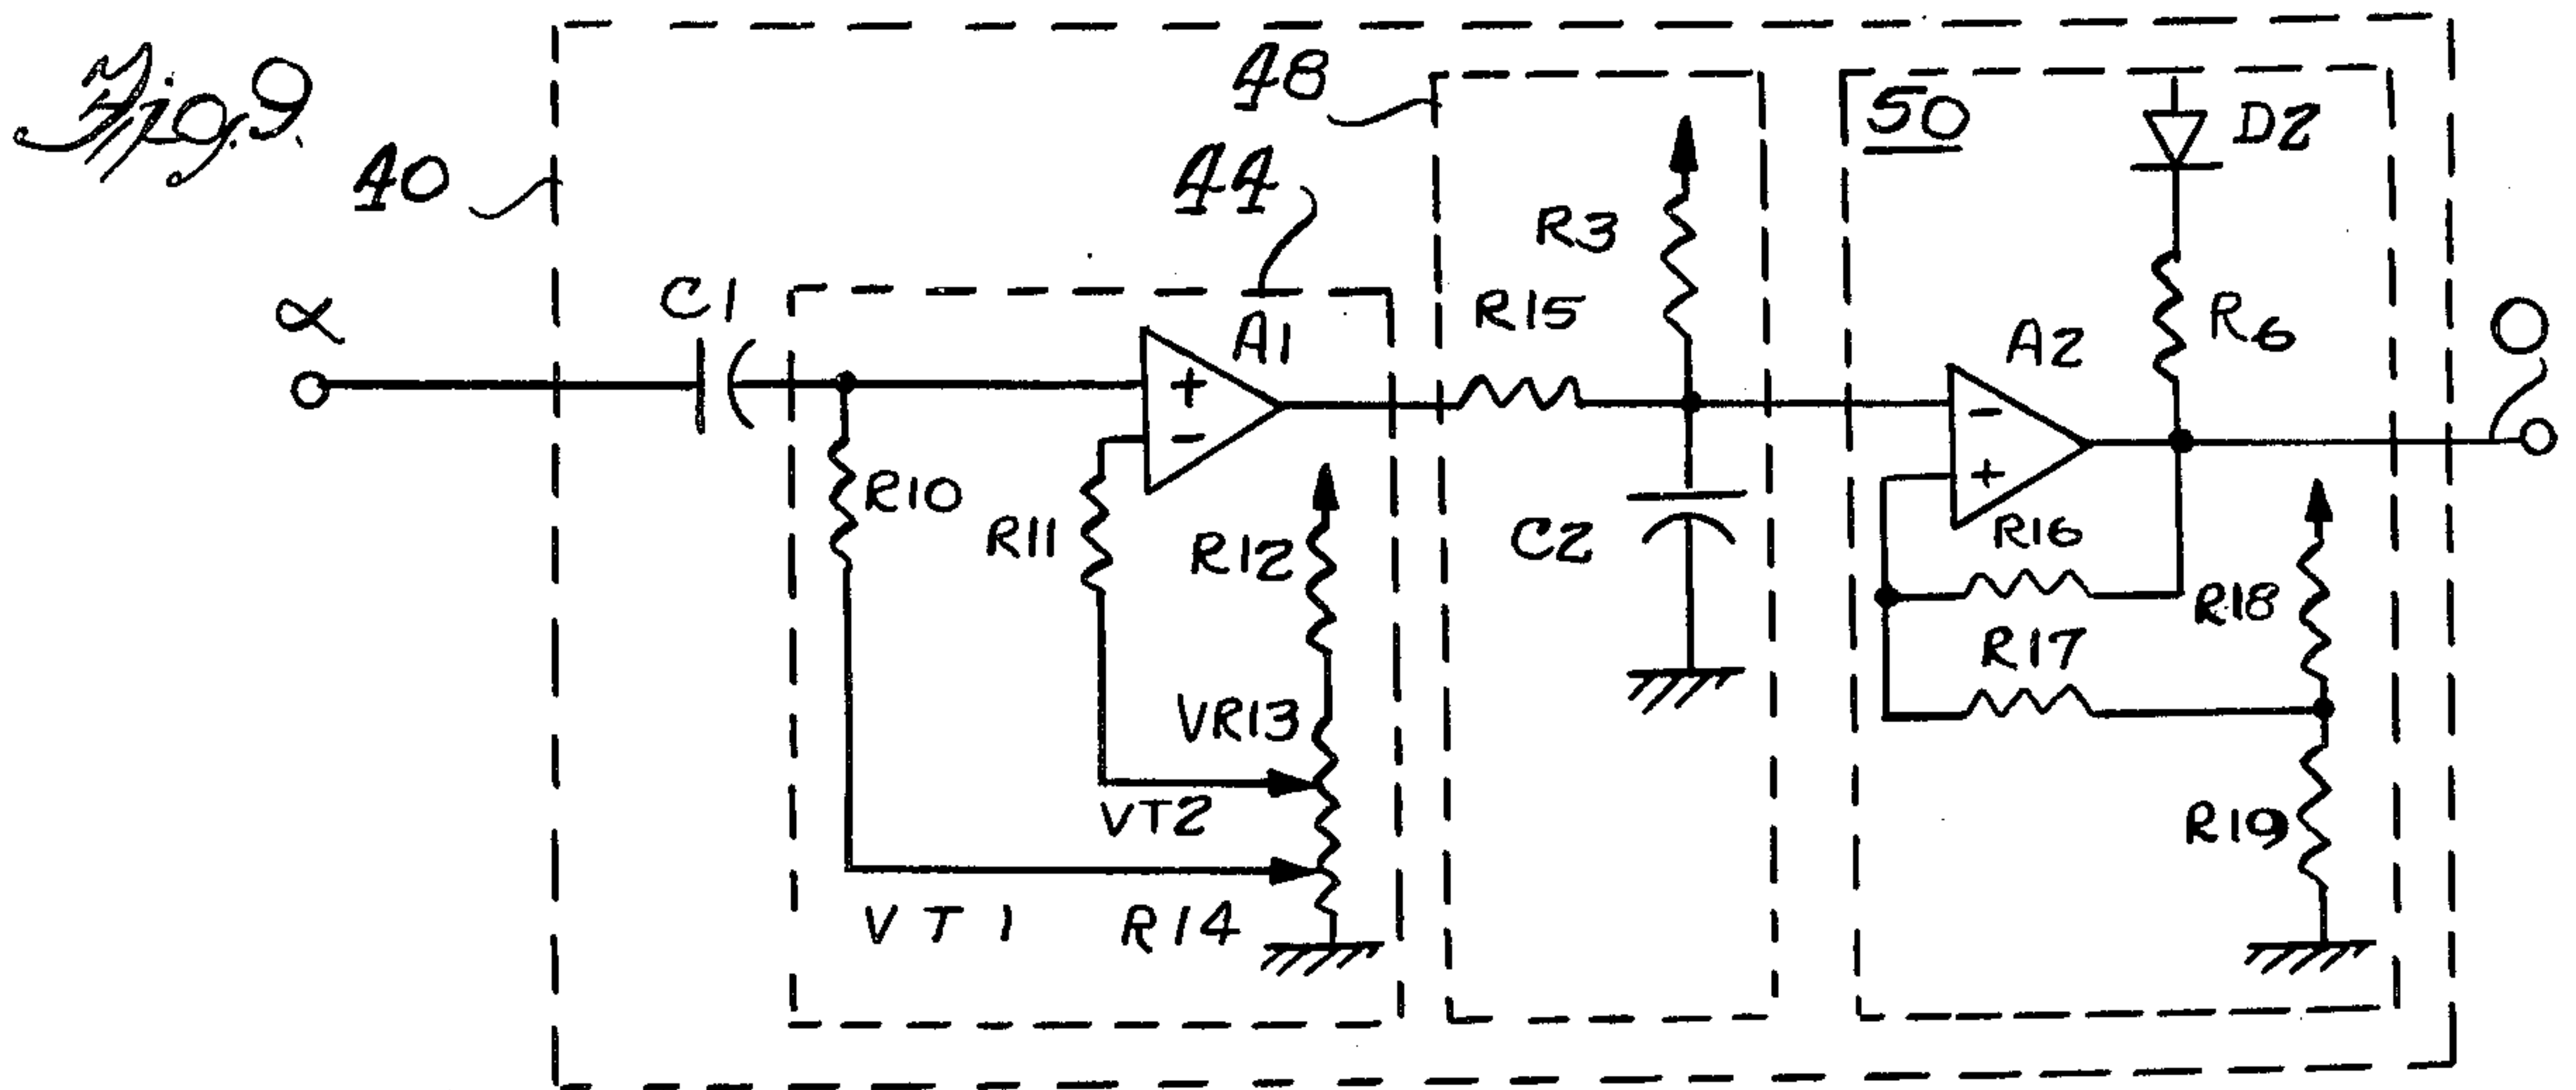 Fig. 9.
40
48
44
50
D2
α
C1
A1
+
-
R10
R11
R12
VR13
VT2
VT1
R14
R3
R15
C2
A2
-
+
R6
R16
R17
R18
R19
O